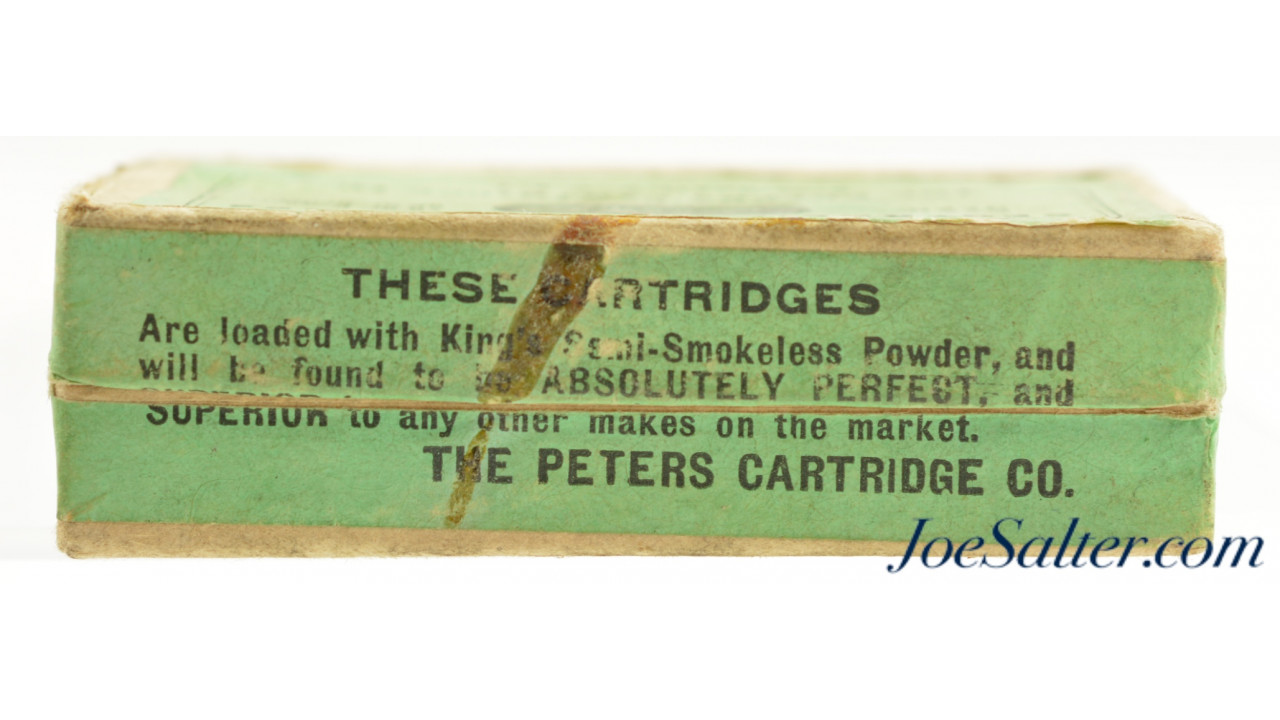 THESE CARTRIDGES
Are loaded with King's Semi-Smokeless Powder, and
will be found to be ABSOLUTELY PERFECT, and
SUPERIOR to any other makes on the market.
THE PETERS CARTRIDGE CO.
JoeSalter.com